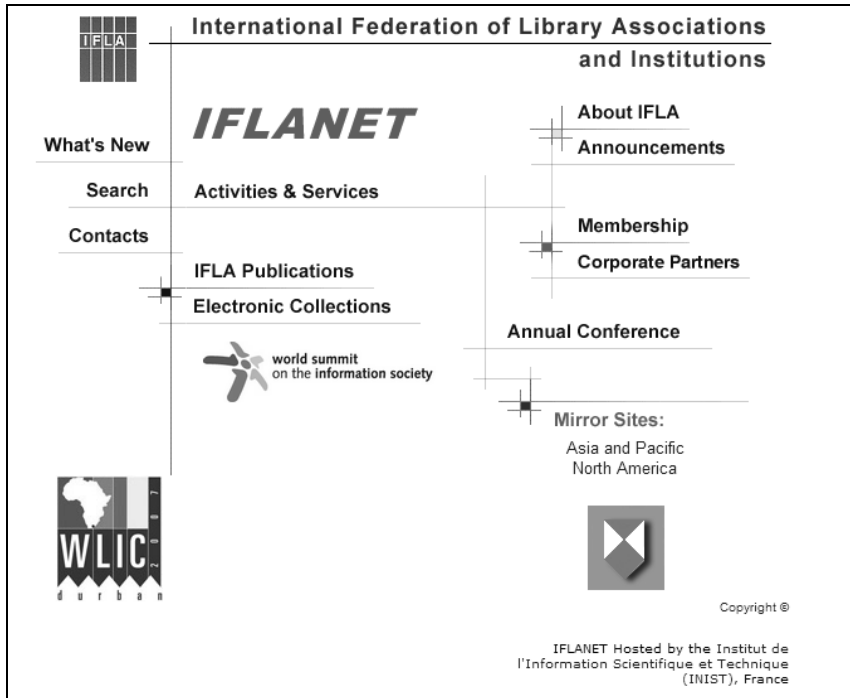 IFLA
International Federation of Library Associations
and Institutions
IFLANET
What's New
Search
Contacts
Activities & Services
IFLA Publications
Electronic Collections
world summit
on the information society
About IFLA
Announcements
Membership
Corporate Partners
Annual Conference
Mirror Sites:
Asia and Pacific
North America
WLIC
2007
durban
Copyright ©
IFLANET Hosted by the Institut de
l'Information Scientifique et Technique
(INIST), France